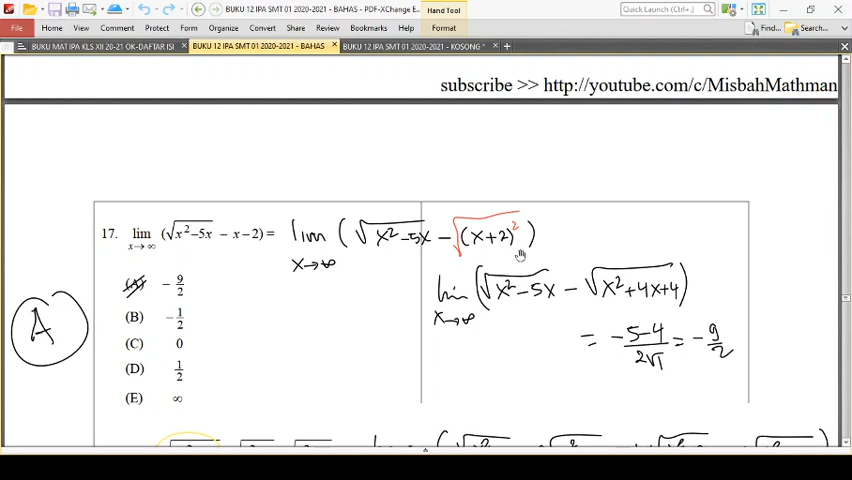 BUKU 12 IPA SMT 01 2020-2021 - BAHAS - PDF-XChange E
Hand Tool
Quick Launch (Ctrl+.)
File Home Convert Edit Organize Comment View Protect Form Share Review Bookmarks Help Format Find... Search...
BUKU MAT IPA KLS XII 20-21 OK-DAFTAR ISI × BUKU 12 IPA SMT 01 2020-2021 - BAHAS × BUKU 12 IPA SMT 01 2020-2021 - KOSONG * ×
subscribe >> http://youtube.com/c/MisbahMathman
17. lim x→∞ (√x²−5x − x−2) = lim x→∞ (√x²−5x − √(x+2)²)
(A) −9/2
lim x→∞ (√x²−5x − √x²+4x+4)
(B) −1/2
= −5−4/2√1 = −9/2
A
(C) 0
(D) 1/2
(E) ∞